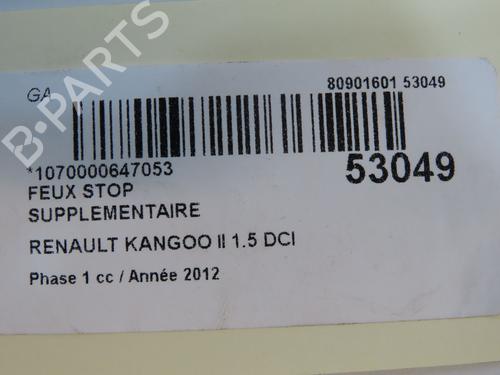 GA 80901601 53049
*1070000647053 53049
FEUX STOP
SUPPLEMENTAIRE
RENAULT KANGOO II 1.5 DCI
Phase 1 cc / Année 2012
B-PARTS